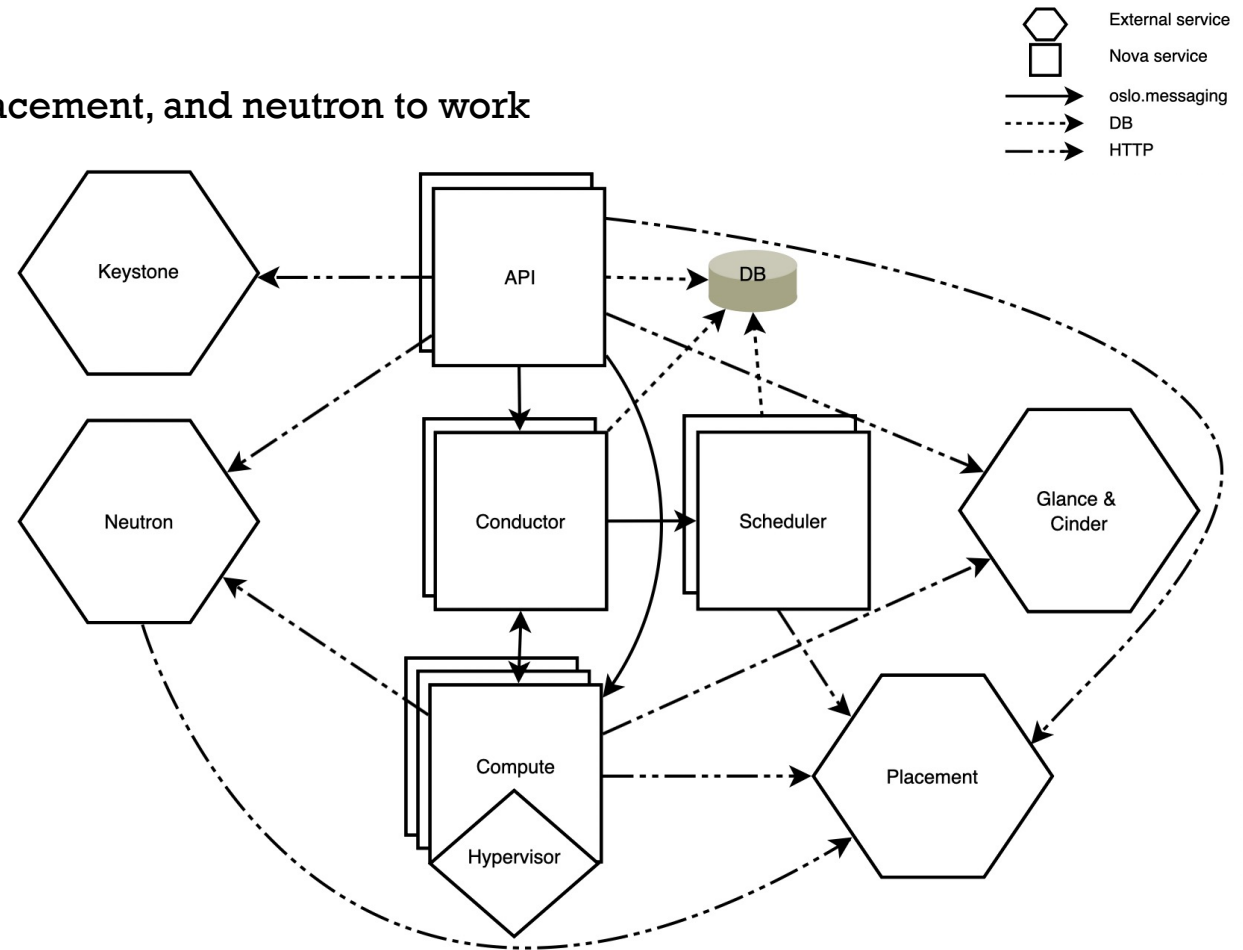 External service
Nova service
oslo.messaging
DB
HTTP
and neutron to work
Keystone
API
DB
Neutron
Conductor
Scheduler
Glance &
Cinder
Compute
Placement
Hypervisor